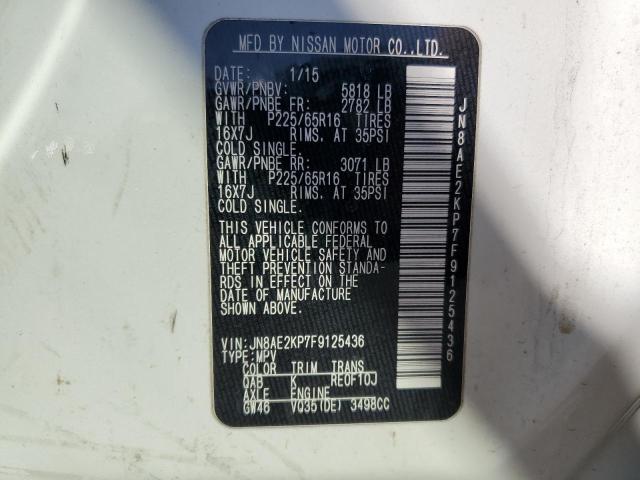 MFD BY NISSAN MOTOR CO.,LTD.
DATE: 1/15
GVWR/PNBV: 5818 LB
GAWR/PNBE FR: 2782 LB
WITH P225/65R16 TIRES
16X7J RIMS. AT 35PSI
COLD SINGLE.
GAWR/PNBE RR: 3071 LB
WITH P225/65R16 TIRES
16X7J RIMS. AT 35PSI
COLD SINGLE.
THIS VEHICLE CONFORMS TO
ALL APPLICABLE FEDERAL
MOTOR VEHICLE SAFETY AND
THEFT PREVENTION STANDA-
RDS IN EFFECT ON THE
DATE OF MANUFACTURE
SHOWN ABOVE.
VIN:JN8AE2KP7F9125436
TYPE:MPV
COLOR TRIM TRANS
QAB K RE0F10J
AXLE ENGINE
GW46 VQ35(DE) 3498CC
JN8AE2KP7F9125436